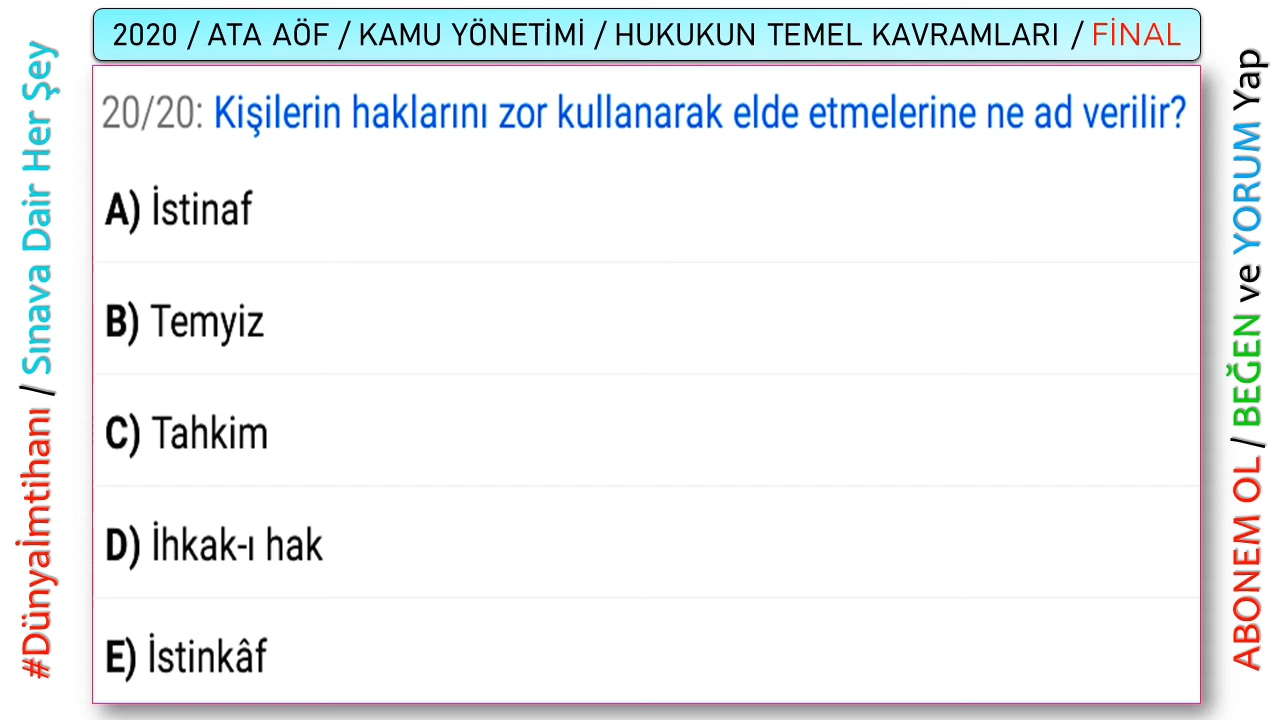 2020 / ATA AÖF / KAMU YÖNETİMİ / HUKUKUN TEMEL KAVRAMLARI / FİNAL
#Dünyaİmtihanı / Sınava Dair Her Şey
20/20: Kişilerin haklarını zor kullanarak elde etmelerine ne ad verilir?
A) İstinaf
B) Temyiz
C) Tahkim
D) İhkak-ı hak
E) İstinkâf
ABONEM OL / BEĞEN ve YORUM Yap